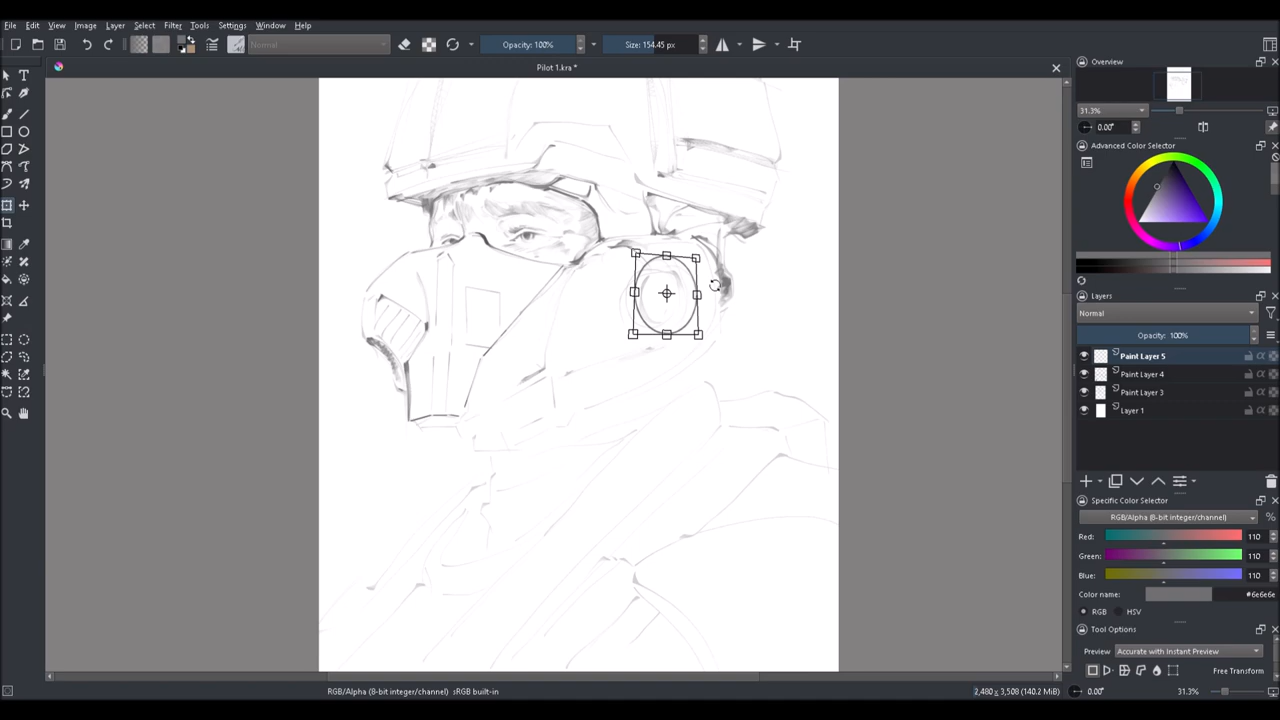 File Edit View Image Layer Select Filter Tools Settings Window Help
Normal Opacity: 100% Size: 154.45 px
Pilot 1.kra *
Overview
31.3%
0.00°
Advanced Color Selector
Layers
Normal
Opacity: 100%
Paint Layer 5
Paint Layer 4
Paint Layer 3
Layer 1
Specific Color Selector
RGB/Alpha (8-bit integer/channel) %
Red: 110
Green: 110
Blue: 110
Color name: #6e6e6e
RGB HSV
Tool Options
Preview Accurate with Instant Preview
Free Transform
RGB/Alpha (8-bit integer/channel) sRGB built-in 2,480 x 3,508 (140.2 MiB) 0.00° 31.3%